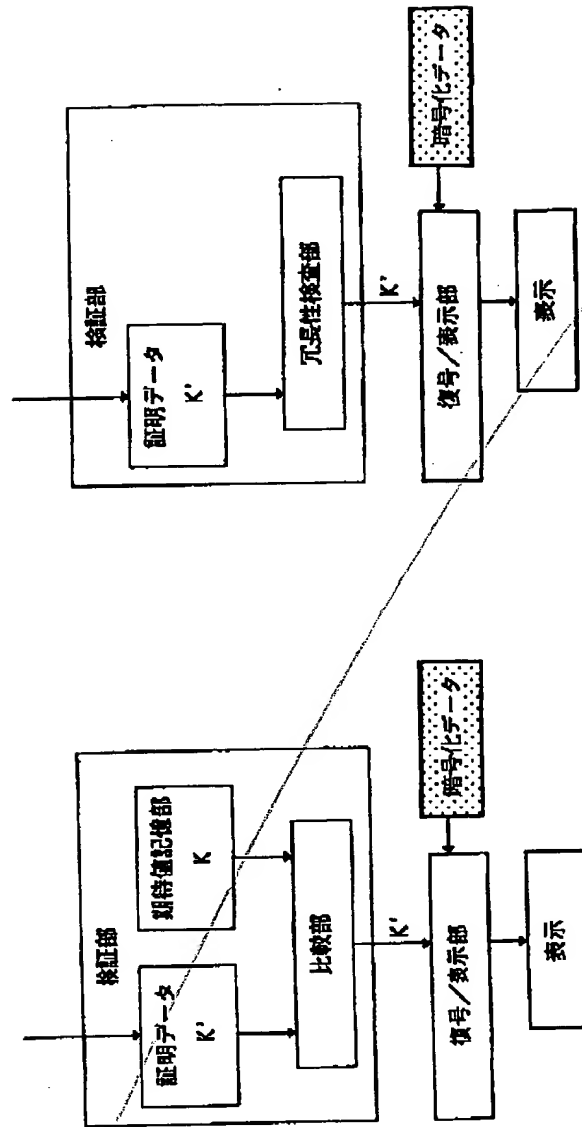 検証部
証明データ
K'
期待値記憶部
K
比較部
K'
復号/表示部
暗号化データ
表示
検証部
証明データ
K'
冗長性検査部
K'
復号/表示部
暗号化データ
表示